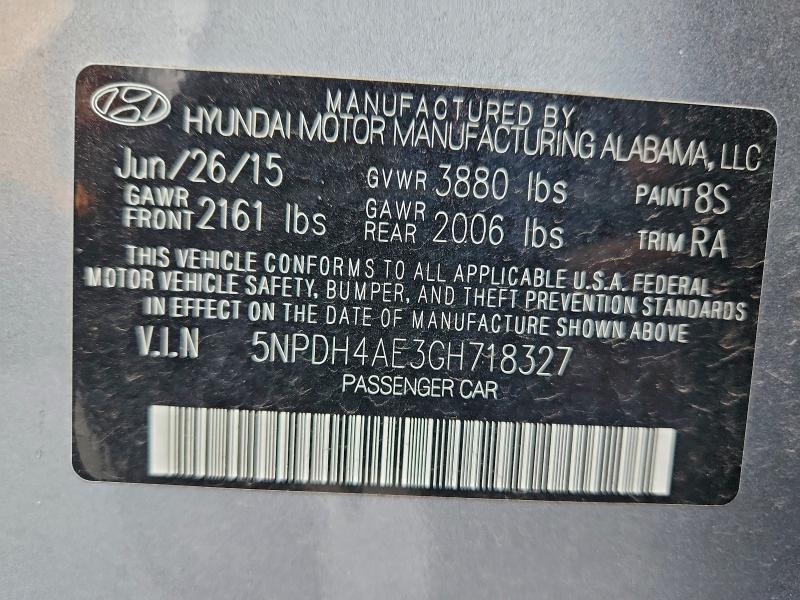 MANUFACTURED BY
HYUNDAI MOTOR MANUFACTURING ALABAMA, LLC
Jun/26/15 GVWR 3880 lbs PAINT 8S
GAWR FRONT 2161 lbs GAWR REAR 2006 lbs TRIM RA
THIS VEHICLE CONFORMS TO ALL APPLICABLE U.S.A. FEDERAL
MOTOR VEHICLE SAFETY, BUMPER, AND THEFT PREVENTION STANDARDS
IN EFFECT ON THE DATE OF MANUFACTURE SHOWN ABOVE
V.I.N 5NPDH4AE3GH718327
PASSENGER CAR